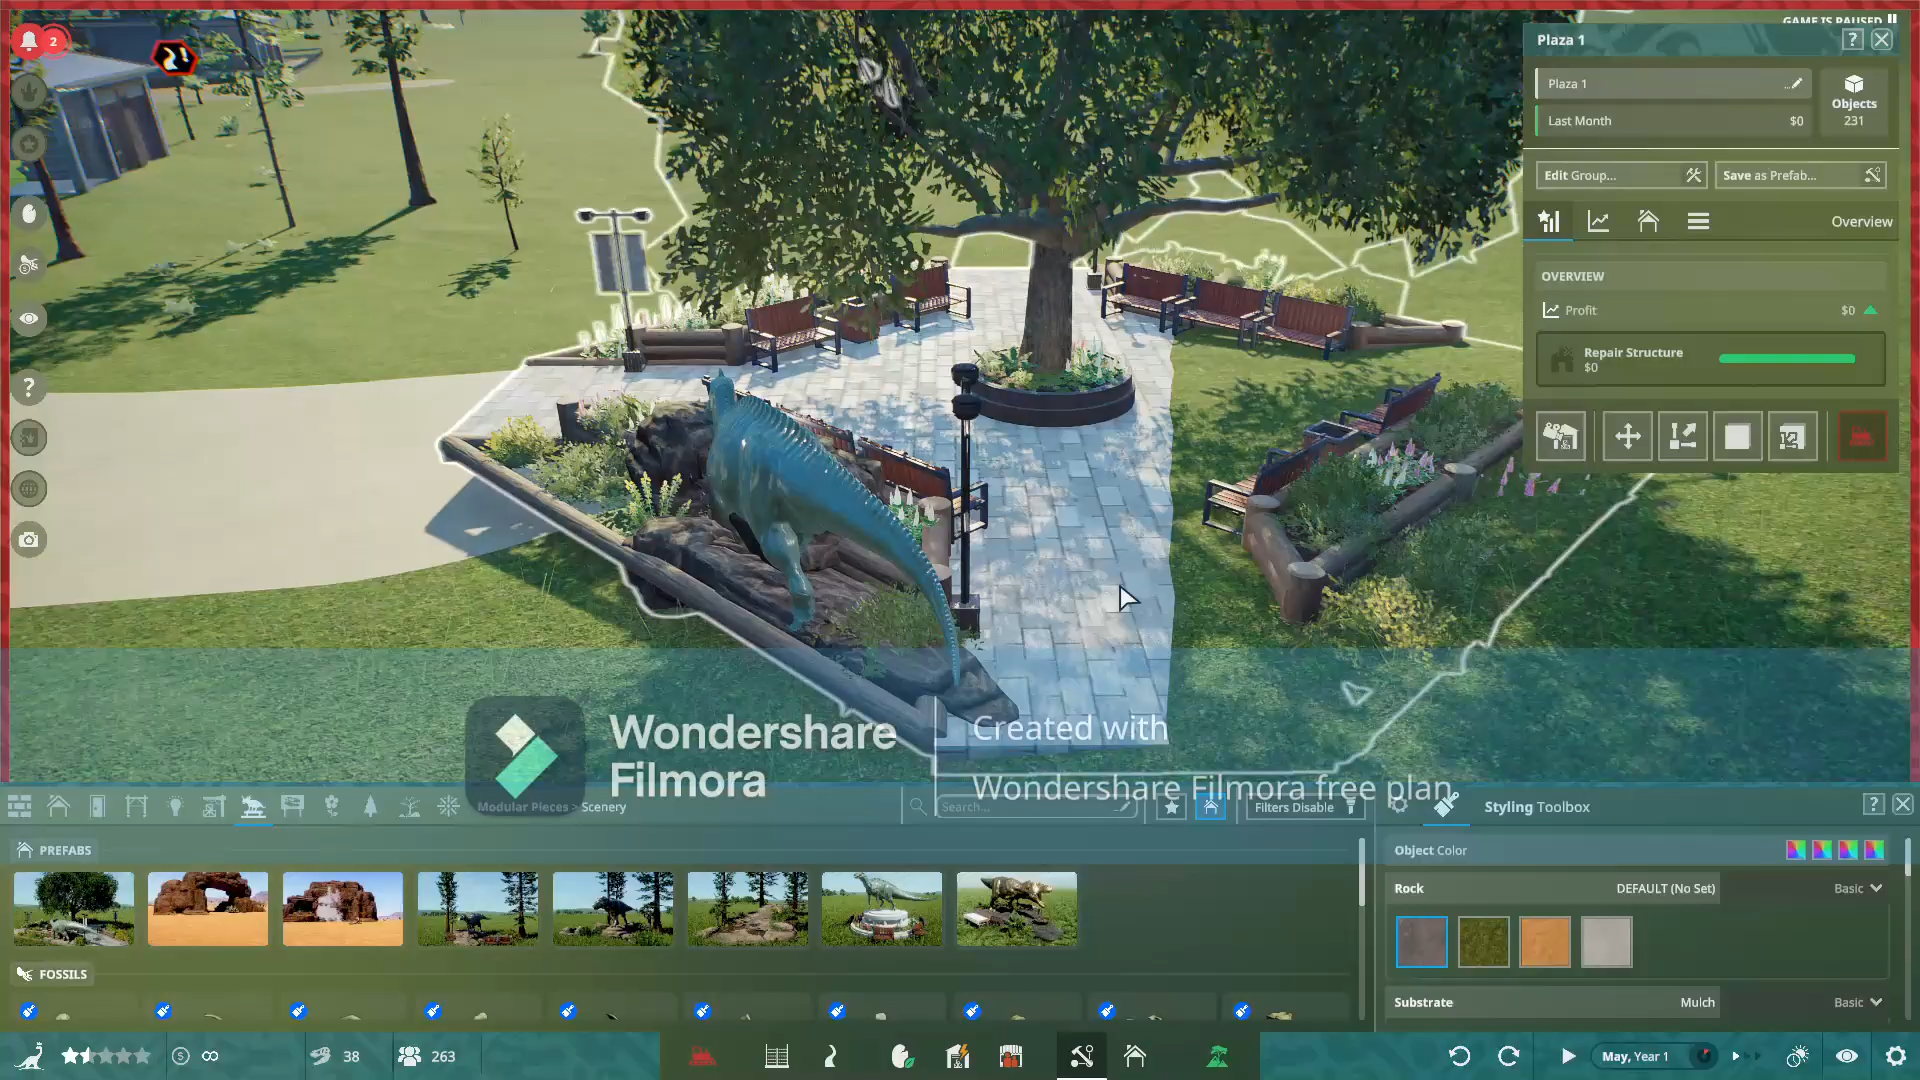 GAME IS PAUSED
2
Plaza 1
?
Plaza 1
Last Month $0
Objects
231
Edit Group...
Save as Prefab...
Overview
OVERVIEW
Profit $0
Repair Structure
$0
?
Wondershare
Filmora
Created with
Wondershare Filmora free plan
Modular Pieces > Scenery
Search...
Filters Disable
Styling Toolbox
?
PREFABS
Object Color
Rock DEFAULT (No Set) Basic
FOSSILS
Substrate Mulch Basic
38
263
May, Year 1